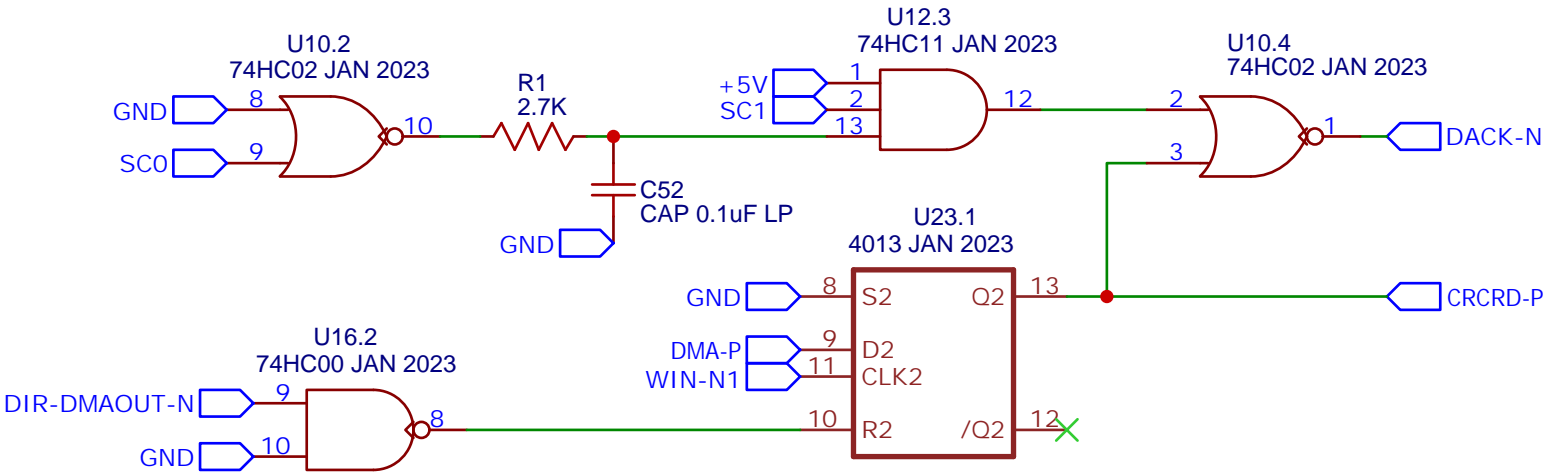 U12.3
74HC11 JAN 2023
U10.2
74HC02 JAN 2023
U10.4
74HC02 JAN 2023
R1
2.7K
+5V 1
SC1 2
13
12
GND 8
SC0 9
10
2
3
1
DACK-N
C52
CAP 0.1uF LP
GND
U23.1
4013 JAN 2023
GND 8 S2 Q2 13
CRCRD-P
DMA-P 9 D2
WIN-N1 11 CLK2
10 R2 /Q2 12
U16.2
74HC00 JAN 2023
DIR-DMAOUT-N 9
GND 10
8